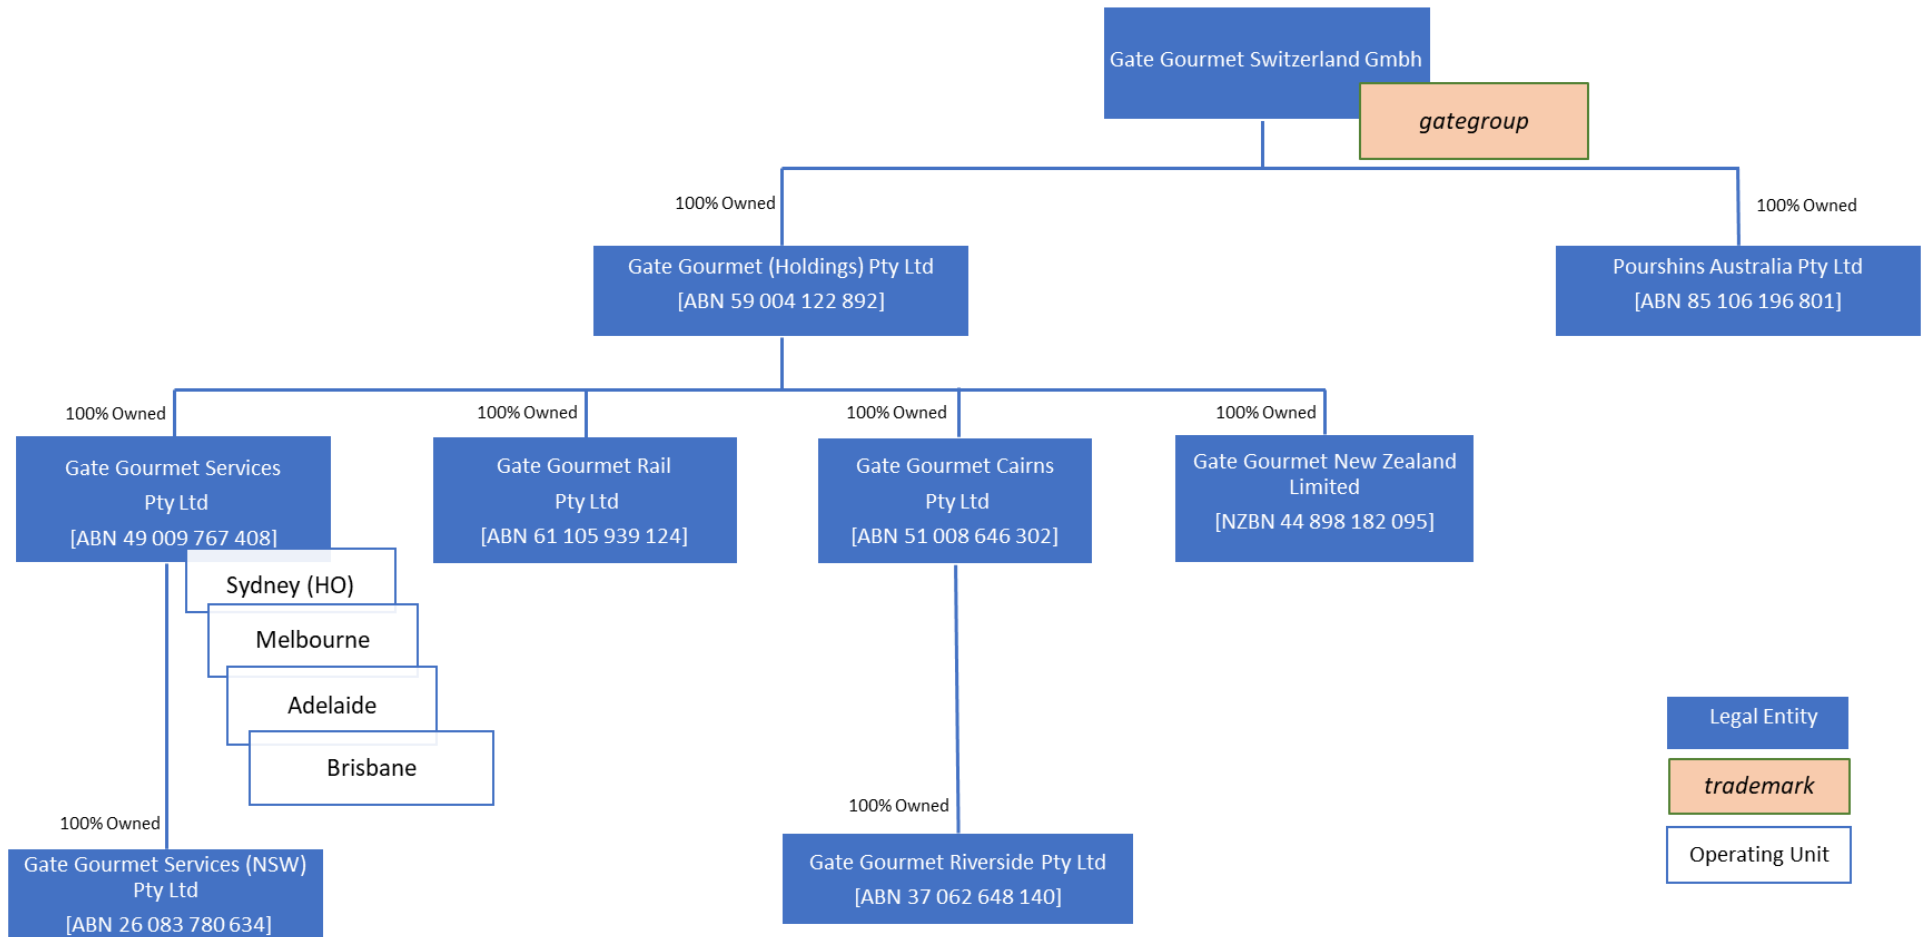 Gate Gourmet Switzerland Gmbh
gategroup
100% Owned
100% Owned
Gate Gourmet (Holdings) Pty Ltd
[ABN 59 004 122 892]
Pourshins Australia Pty Ltd
[ABN 85 106 196 801]
100% Owned
100% Owned
100% Owned
100% Owned
Gate Gourmet Services
Pty Ltd
[ABN 49 009 767 408]
Gate Gourmet Rail
Pty Ltd
[ABN 61 105 939 124]
Gate Gourmet Cairns
Pty Ltd
[ABN 51 008 646 302]
Gate Gourmet New Zealand
Limited
[NZBN 44 898 182 095]
Sydney (HO)
Melbourne
Adelaide
Brisbane
100% Owned
100% Owned
Gate Gourmet Services (NSW)
Pty Ltd
[ABN 26 083 780 634]
Gate Gourmet Riverside Pty Ltd
[ABN 37 062 648 140]
Legal Entity
trademark
Operating Unit